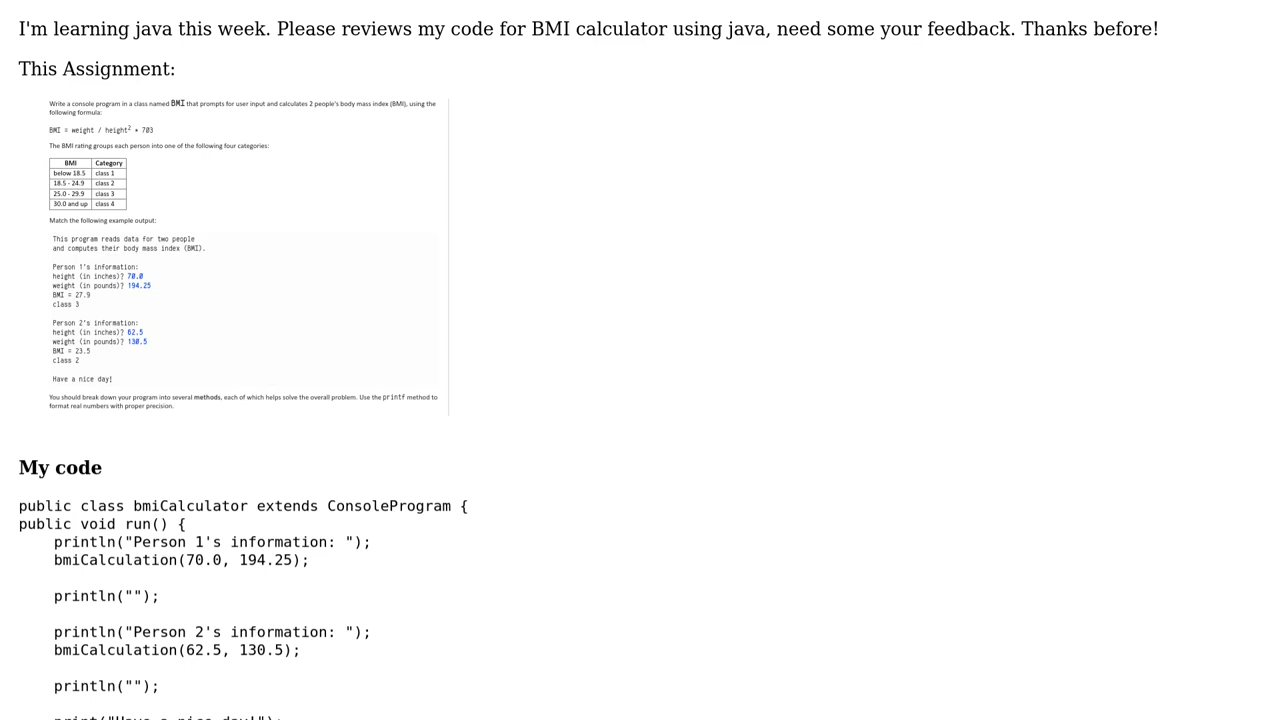 I'm learning java this week. Please reviews my code for BMI calculator using java, need some your feedback. Thanks before!
This Assignment:
Write a console program in a class named BMI that prompts for user input and calculates 2 people's body mass index (BMI), using the
following formula:
BMI = weight / height² * 703
The BMI rating groups each person into one of the following four categories:
BMI Category
below 18.5 class 1
18.5 - 24.9 class 2
25.0 - 29.9 class 3
30.0 and up class 4
Match the following example output:
This program reads data for two people
and computes their body mass index (BMI).
Person 1's information:
height (in inches)? 70.0
weight (in pounds)? 194.25
BMI = 27.9
class 3
Person 2's information:
height (in inches)? 62.5
weight (in pounds)? 130.5
BMI = 23.5
class 2
Have a nice day!
You should break down your program into several methods, each of which helps solve the overall problem. Use the printf method to
format real numbers with proper precision.
My code
public class bmiCalculator extends ConsoleProgram {
public void run() {
    println("Person 1's information: ");
    bmiCalculation(70.0, 194.25);
    println("");
    println("Person 2's information: ");
    bmiCalculation(62.5, 130.5);
    println("");
    print("Have a nice day!");